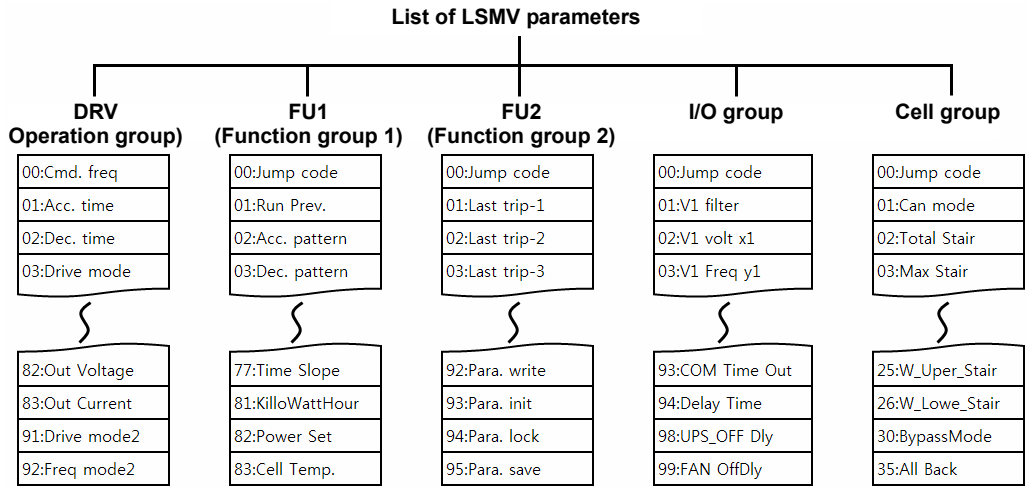 List of LSMV parameters
DRV
Operation group)
00:Cmd. freq
01:Acc. time
02:Dec. time
03:Drive mode
82:Out Voltage
83:Out Current
91:Drive mode2
92:Freq mode2
FU1
(Function group 1)
00:Jump code
01:Run Prev.
02:Acc. pattern
03:Dec. pattern
77:Time Slope
81:KilloWattHour
82:Power Set
83:Cell Temp.
FU2
(Function group 2)
00:Jump code
01:Last trip-1
02:Last trip-2
03:Last trip-3
92:Para. write
93:Para. init
94:Para. lock
95:Para. save
I/O group
00:Jump code
01:V1 filter
02:V1 volt x1
03:V1 Freq y1
93:COM Time Out
94:Delay Time
98:UPS_OFF Dly
99:FAN OffDly
Cell group
00:Jump code
01:Can mode
02:Total Stair
03:Max Stair
25:W_Uper_Stair
26:W_Lowe_Stair
30:BypassMode
35:All Back